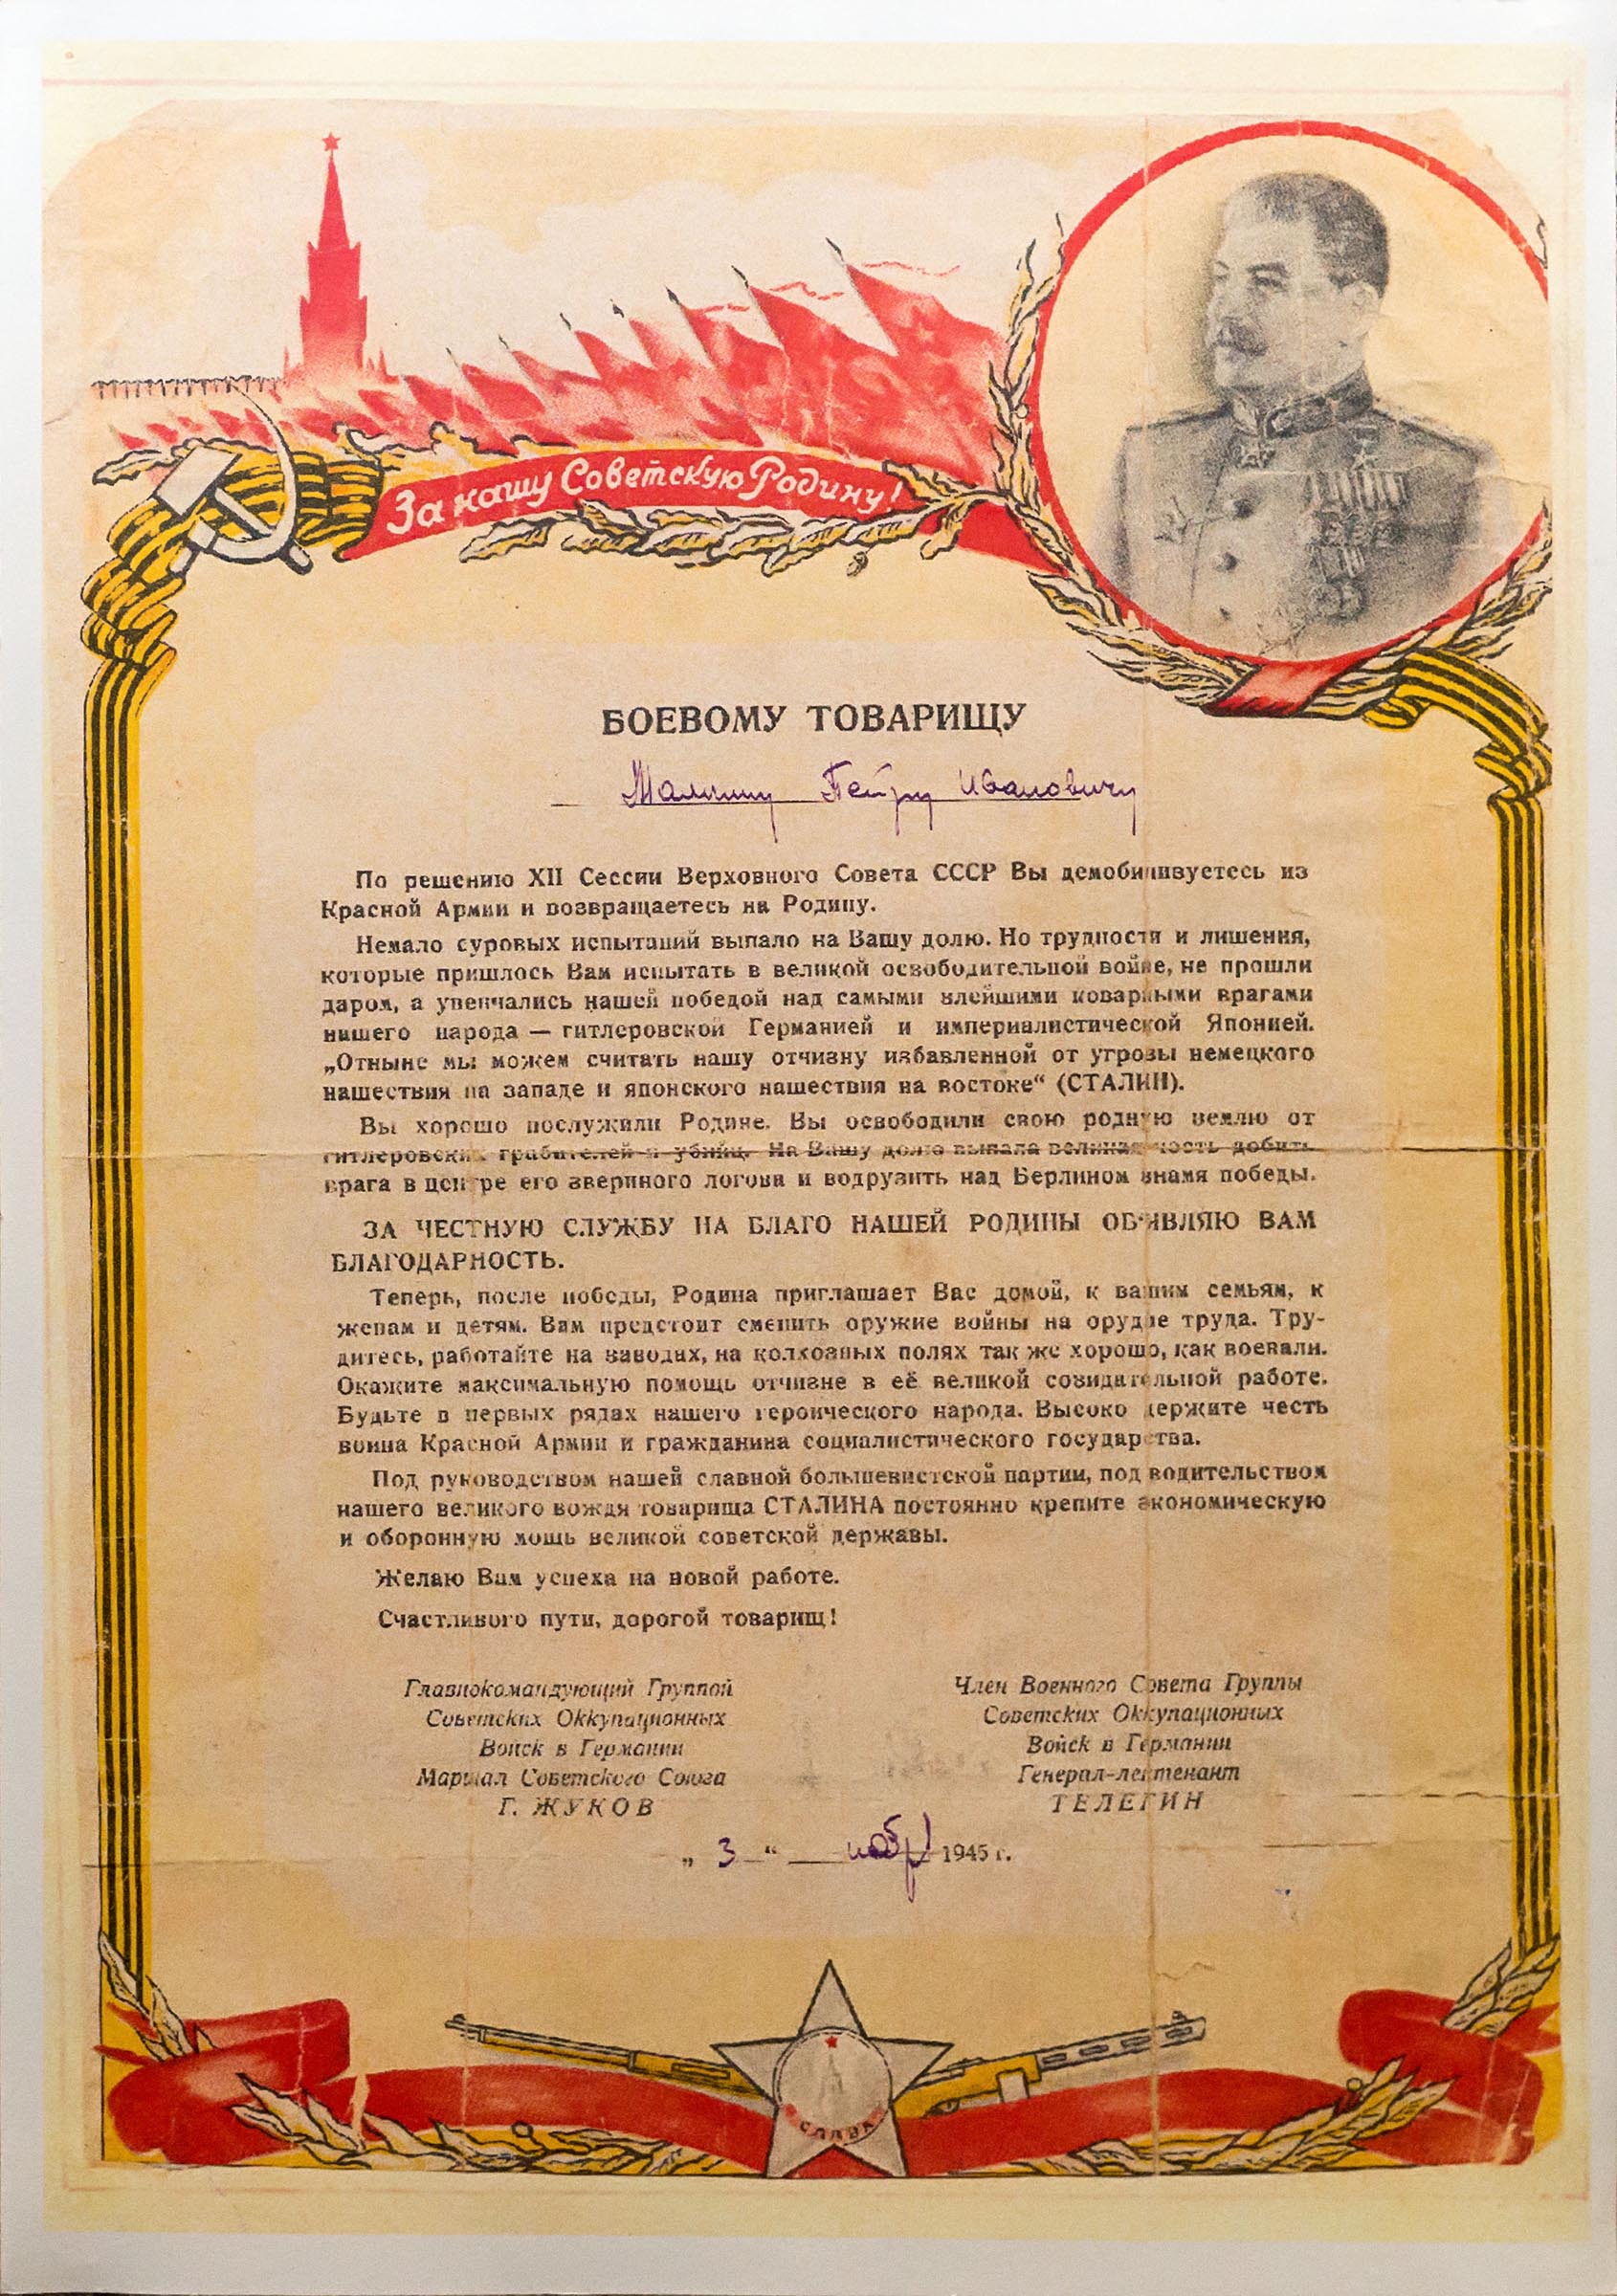 За нашу Советскую Родину!
БОЕВОМУ ТОВАРИЩУ
Малкину Петру Ивановичу
По решению XII Сессии Верховного Совета СССР Вы демобилизуетесь из
Красной Армии и возвращаетесь на Родину.
Немало суровых испытаний выпало на Вашу долю. Но трудности и лишения,
которые пришлось Вам испытать в великой освободительной войне, не прошли
даром, а увенчались нашей победой над самыми злейшими коварными врагами
нашего народа — гитлеровской Германией и империалистической Японией.
„Отныне мы можем считать нашу отчизну избавленной от угрозы немецкого
нашествия на западе и японского нашествия на востоке“ (СТАЛИН).
Вы хорошо послужили Родине. Вы освободили свою родную землю от
гитлеровских грабителей и убийц. На Вашу долю выпала великая честь добить
врага в центре его звериного логова и водрузить над Берлином знамя победы.
ЗА ЧЕСТНУЮ СЛУЖБУ НА БЛАГО НАШЕЙ РОДИНЫ ОБ'ЯВЛЯЮ ВАМ
БЛАГОДАРНОСТЬ.
Теперь, после победы, Родина приглашает Вас домой, к вашим семьям, к
женам и детям. Вам предстоит сменить оружие войны на орудие труда. Тру-
дитесь, работайте на заводах, на колхозных полях так же хорошо, как воевали.
Окажите максимальную помощь отчизне в её великой созидательной работе.
Будьте в первых рядах нашего героического народа. Высоко держите честь
воина Красной Армии и гражданина социалистического государства.
Под руководством нашей славной большевистской партии, под водительством
нашего великого вождя товарища СТАЛИНА постоянно крепите экономическую
и оборонную мощь великой советской державы.
Желаю Вам успеха на новой работе.
Счастливого пути, дорогой товарищ!
Главнокомандующий Группой
Советских Оккупационных
Войск в Германии
Маршал Советского Союза
Г. ЖУКОВ
Член Военного Совета Группы
Советских Оккупационных
Войск в Германии
Генерал-лейтенант
ТЕЛЕГИН
„ 3 “ ноябр 1945 г.
СЛАВА